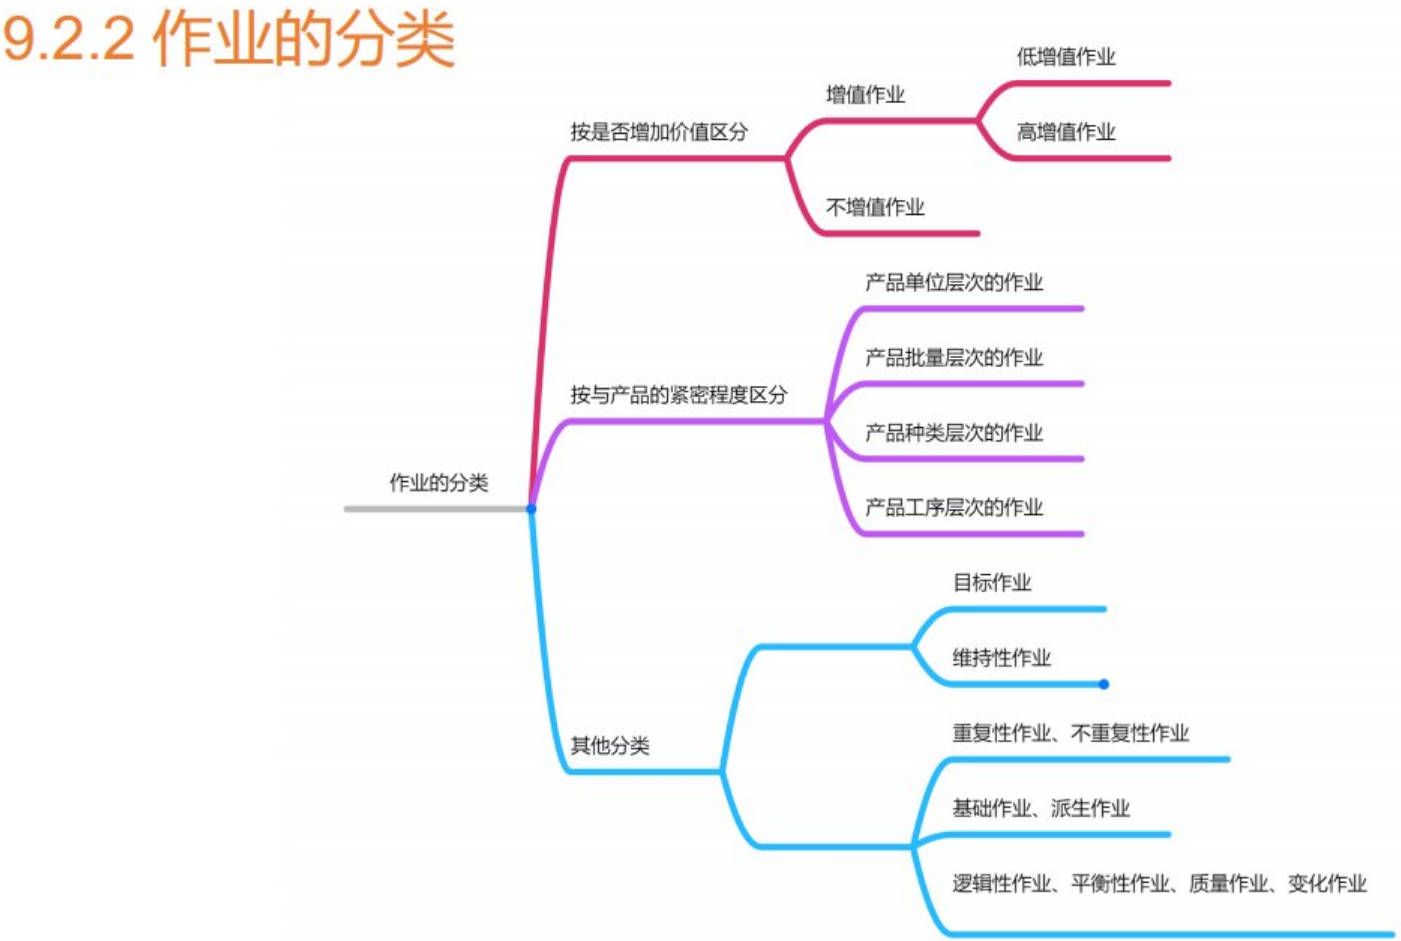 9.2.2 作业的分类
低增值作业
增值作业
高增值作业
按是否增加价值区分
不增值作业
产品单位层次的作业
产品批量层次的作业
按与产品的紧密程度区分
产品种类层次的作业
作业的分类
产品工序层次的作业
目标作业
维持性作业
重复性作业、不重复性作业
其他分类
基础作业、派生作业
逻辑性作业、平衡性作业、质量作业、变化作业